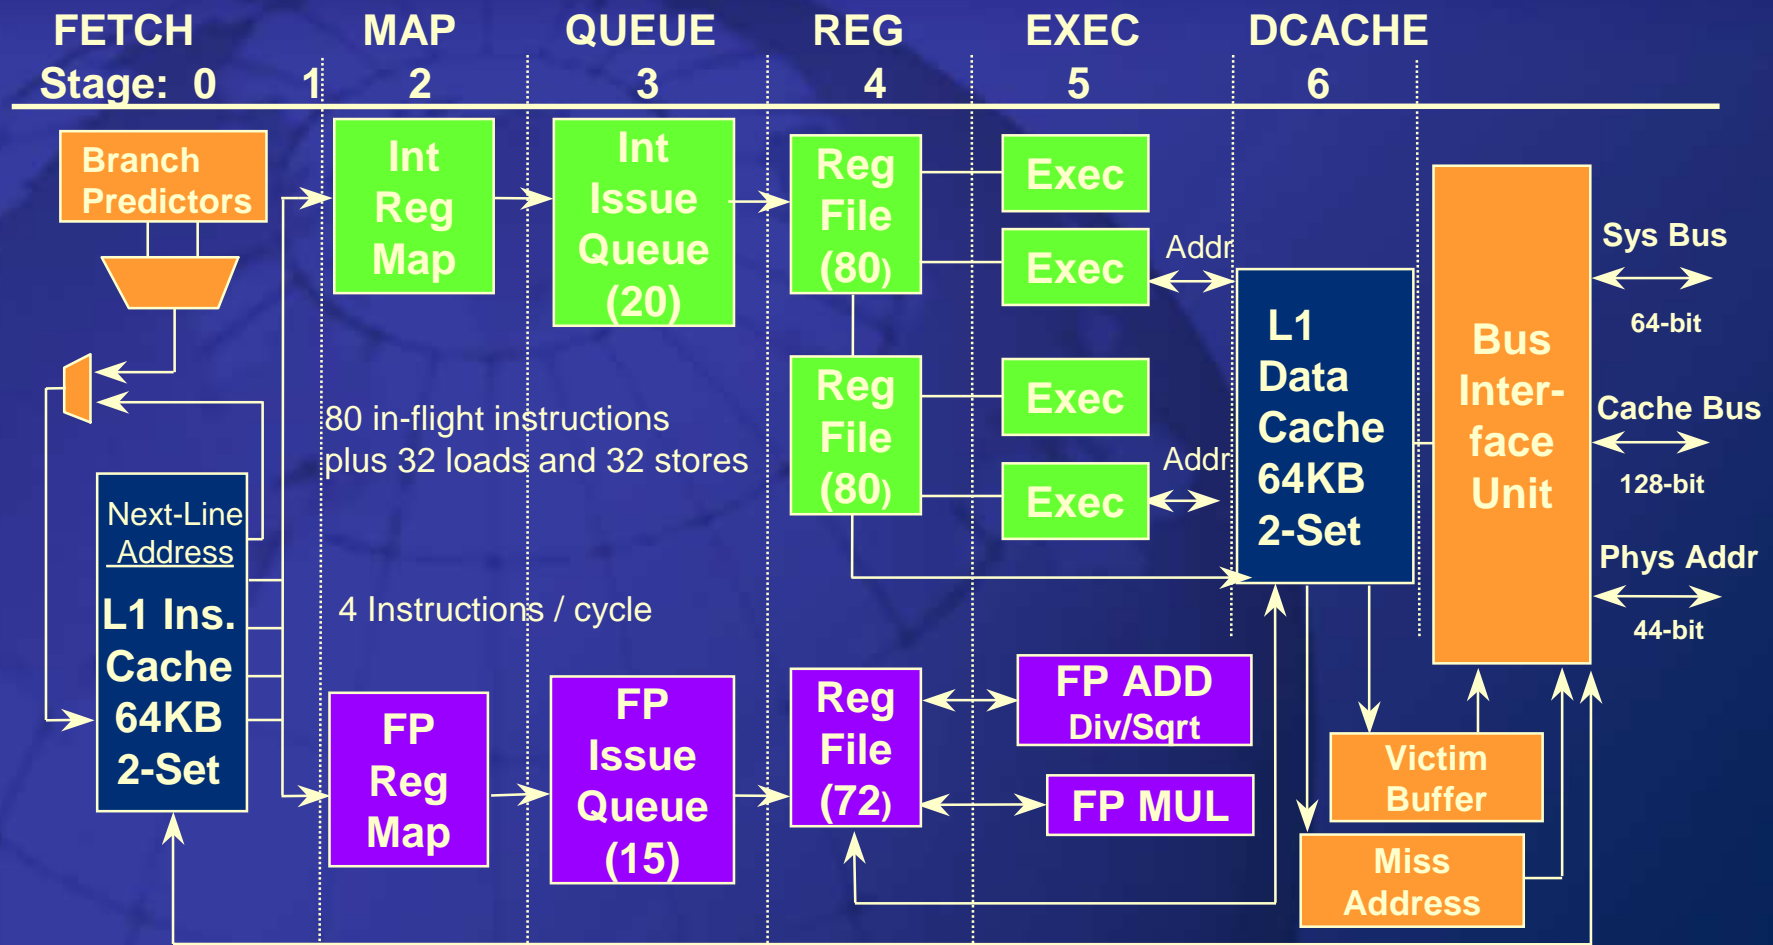 FETCH MAP QUEUE REG EXEC DCACHE
Stage: 0 1 2 3 4 5 6
Branch
Predictors
Int
Reg
Map
Int
Issue
Queue
(20)
Reg
File
(80)
Exec
Exec
Addr
Reg
File
(80)
Exec
Exec
Addr
L1
Data
Cache
64KB
2-Set
Bus
Inter-
face
Unit
Sys Bus
64-bit
Cache Bus
128-bit
Phys Addr
44-bit
80 in-flight instructions
plus 32 loads and 32 stores
4 Instructions / cycle
Next-Line
Address
L1 Ins.
Cache
64KB
2-Set
FP
Reg
Map
FP
Issue
Queue
(15)
Reg
File
(72)
FP ADD
Div/Sqrt
FP MUL
Victim
Buffer
Miss
Address